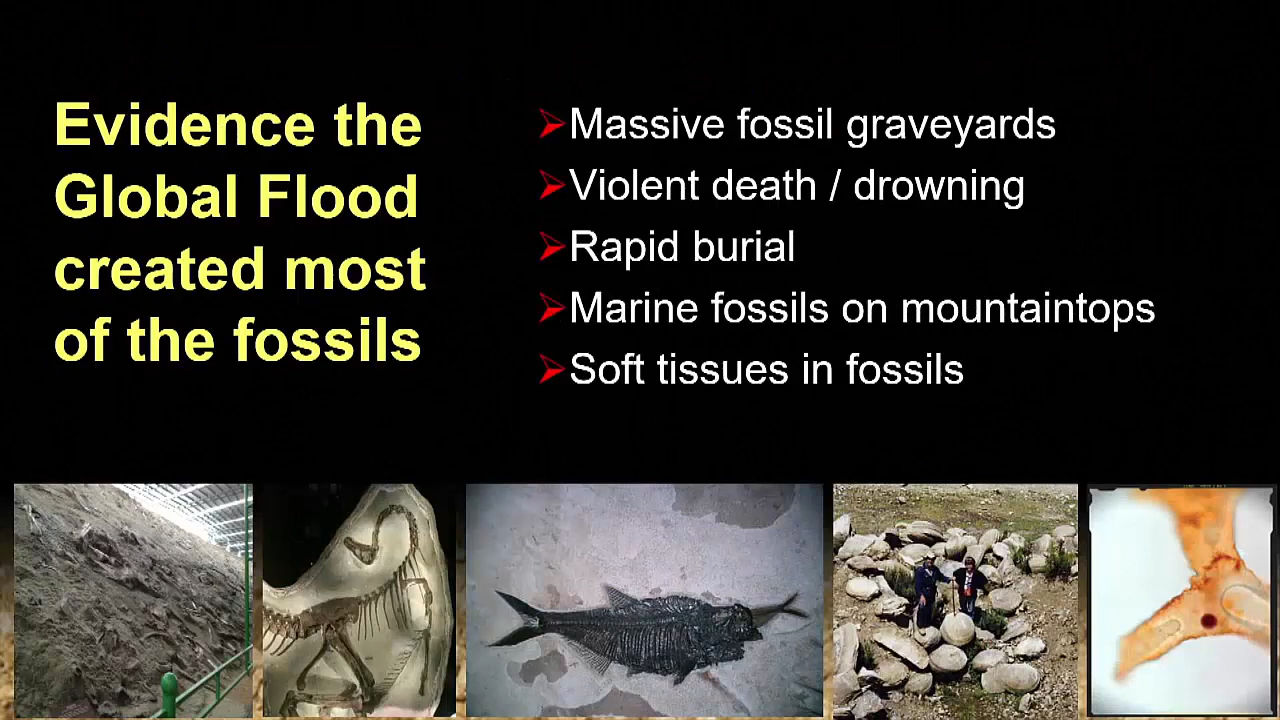 Evidence the
Global Flood
created most
of the fossils
Massive fossil graveyards
Violent death / drowning
Rapid burial
Marine fossils on mountaintops
Soft tissues in fossils